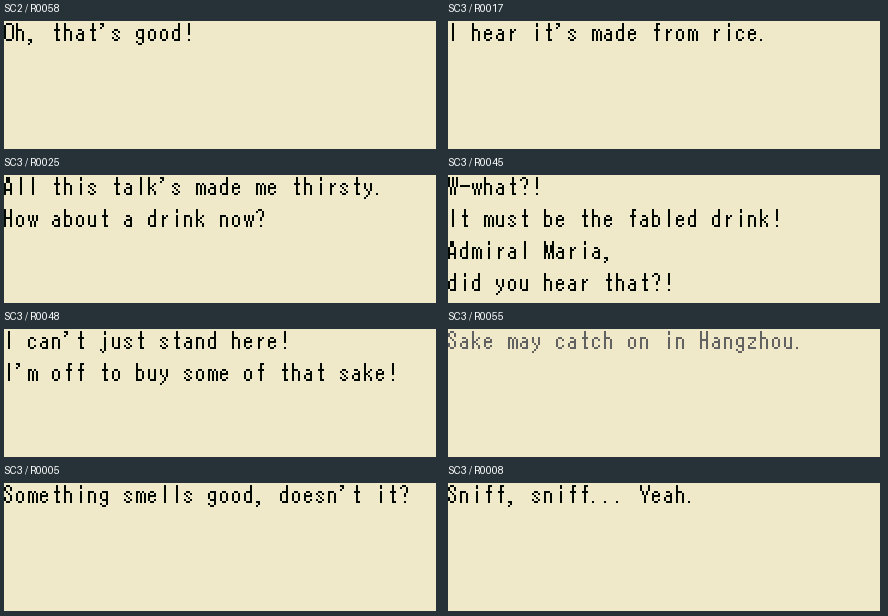 SC2/R0058
Oh, that's good!
SC3/R0017
I hear it's made from rice.
SC3/R0025
All this talk's made me thirsty.
How about a drink now?
SC3/R0045
W-what?!
It must be the fabled drink!
Admiral Maria,
did you hear that?!
SC3/R0048
I can't just stand here!
I'm off to buy some of that sake!
SC3/R0055
Sake may catch on in Hangzhou.
SC3/R0005
Something smells good, doesn't it?
SC3/R0008
Sniff, sniff... Yeah.